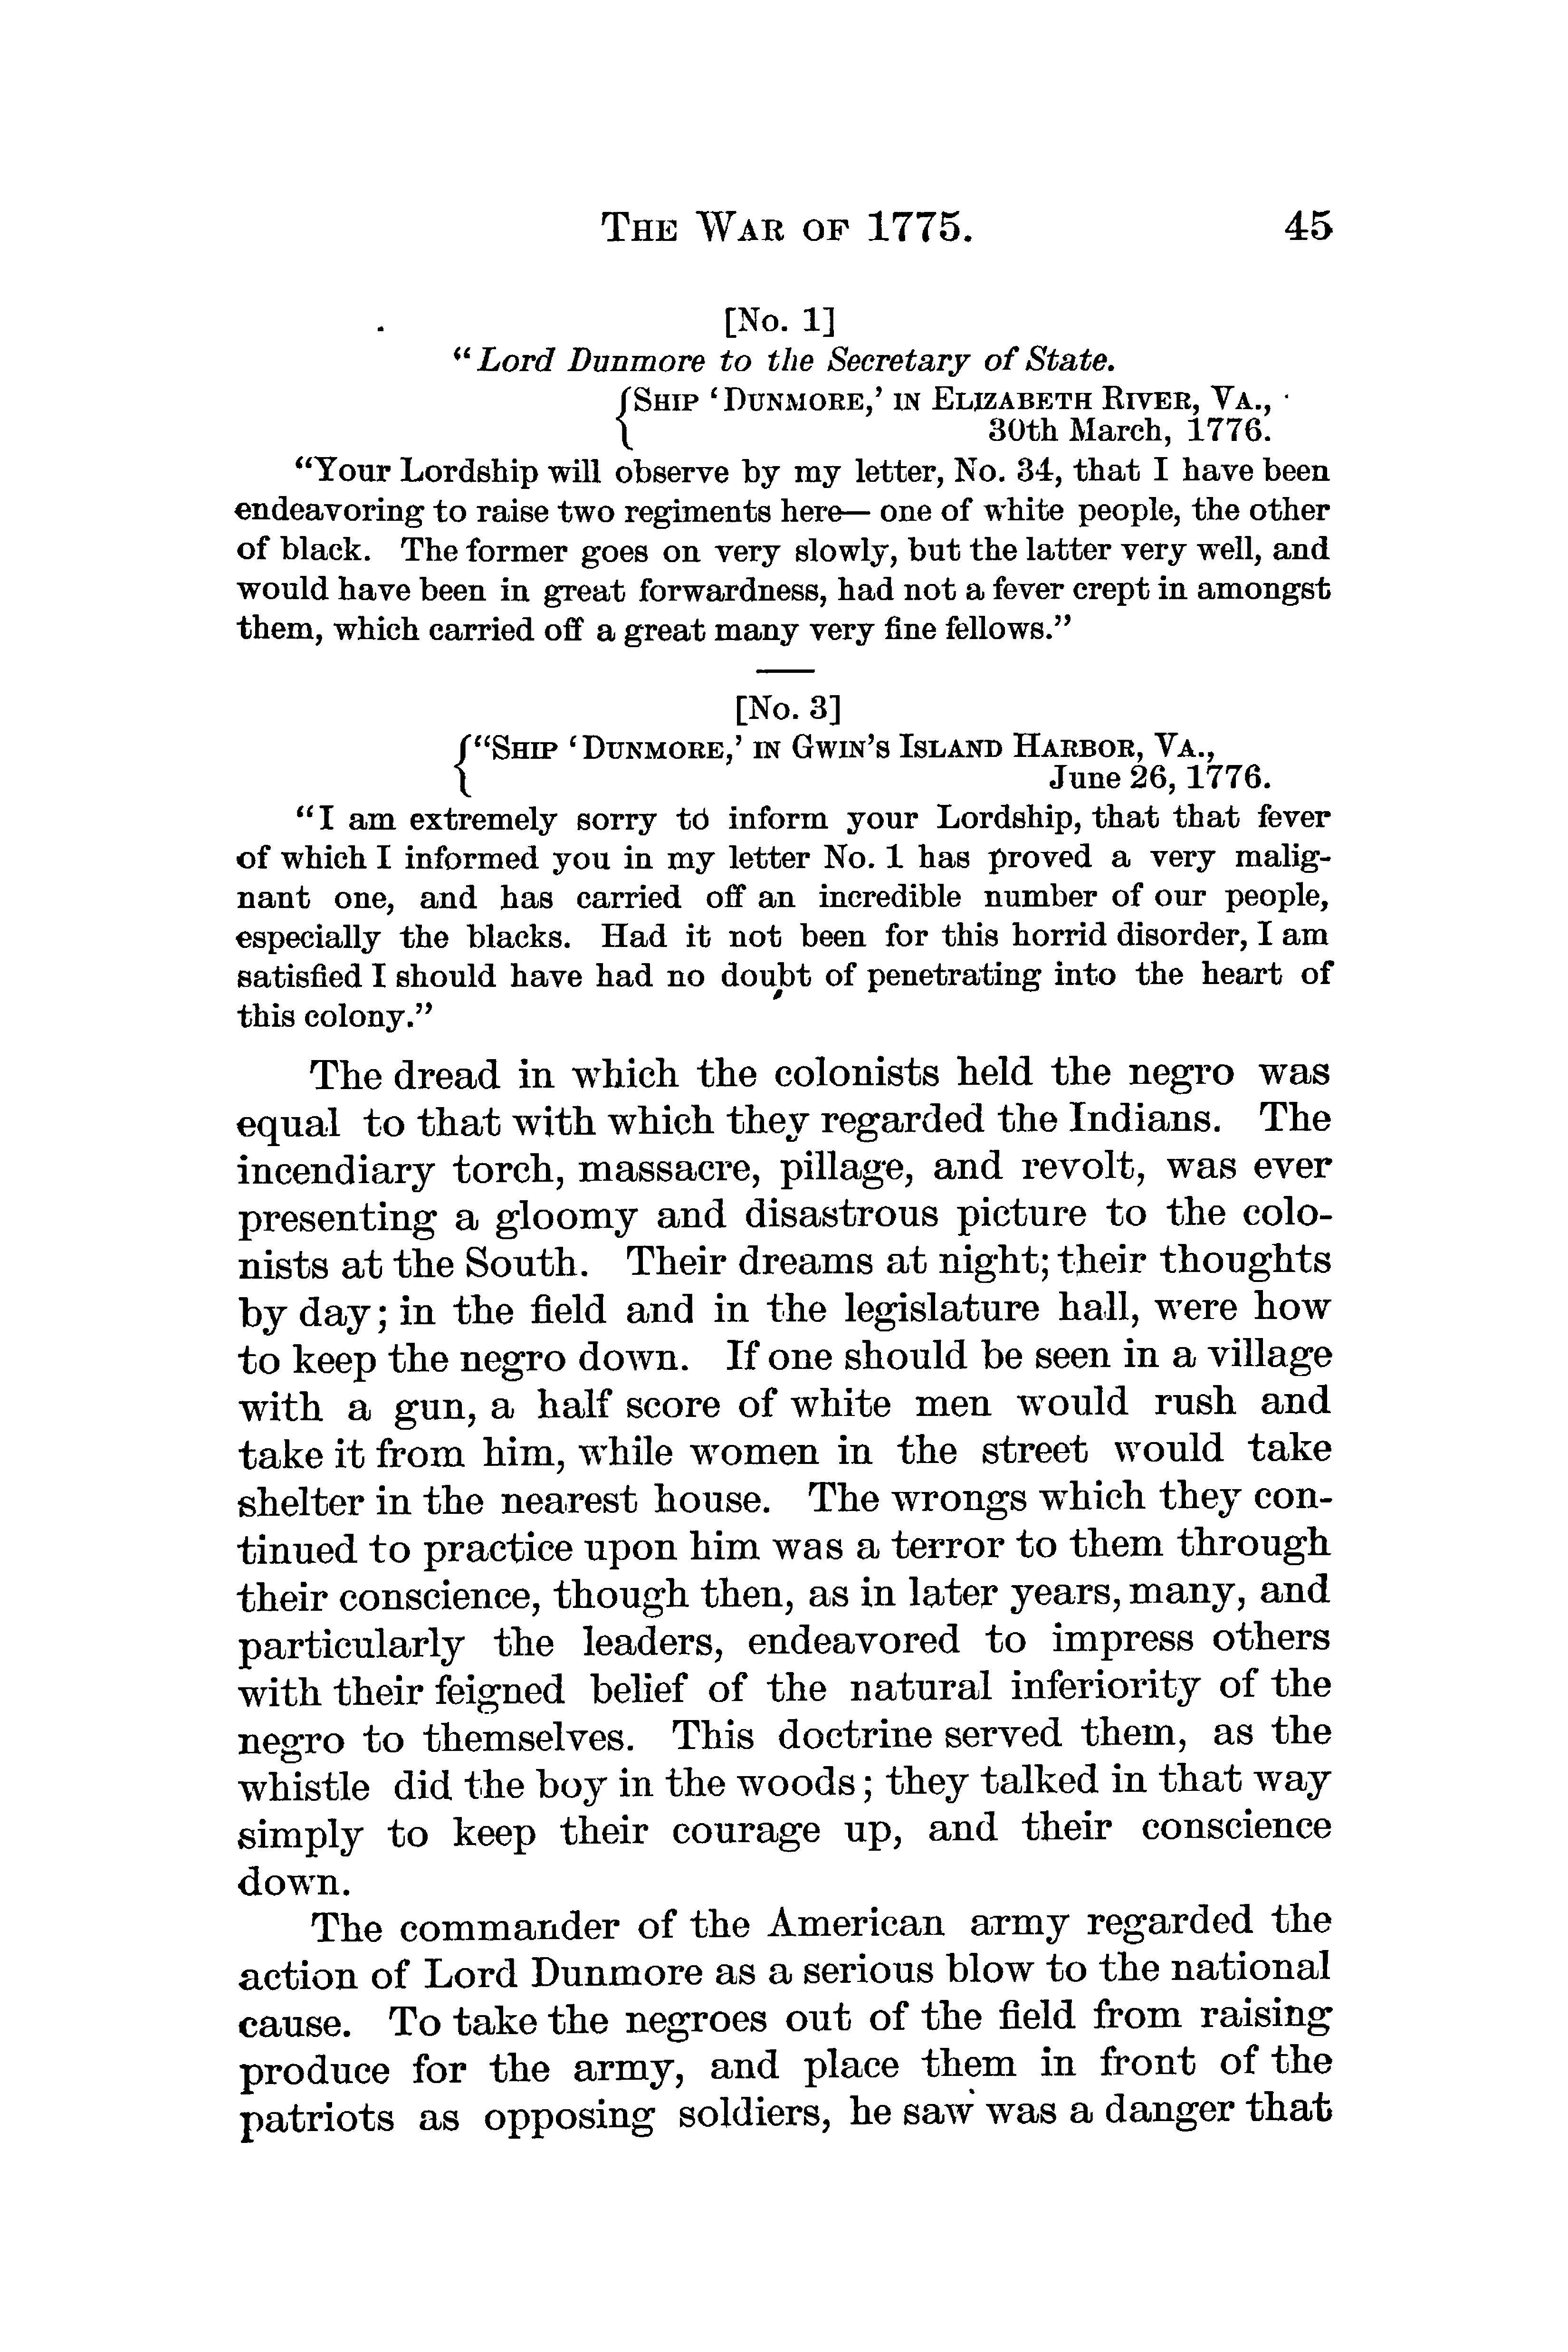 THE WAR OF 1775. 45
[No. 1]
“Lord Dunmore to the Secretary of State.
{SHIP ‘DUNMORE,’ IN ELIZABETH RIVER, VA.,
30th March, 1776.
“Your Lordship will observe by my letter, No. 34, that I have been
endeavoring to raise two regiments here— one of white people, the other
of black. The former goes on very slowly, but the latter very well, and
would have been in great forwardness, had not a fever crept in amongst
them, which carried off a great many very fine fellows.”
[No. 3]
{“SHIP ‘DUNMORE,’ IN GWIN’S ISLAND HARBOR, VA.,
June 26, 1776.
“I am extremely sorry to inform your Lordship, that that fever
of which I informed you in my letter No. 1 has proved a very malig-
nant one, and has carried off an incredible number of our people,
especially the blacks. Had it not been for this horrid disorder, I am
satisfied I should have had no doubt of penetrating into the heart of
this colony.”
The dread in which the colonists held the negro was
equal to that with which they regarded the Indians. The
incendiary torch, massacre, pillage, and revolt, was ever
presenting a gloomy and disastrous picture to the colo-
nists at the South. Their dreams at night; their thoughts
by day; in the field and in the legislature hall, were how
to keep the negro down. If one should be seen in a village
with a gun, a half score of white men would rush and
take it from him, while women in the street would take
shelter in the nearest house. The wrongs which they con-
tinued to practice upon him was a terror to them through
their conscience, though then, as in later years, many, and
particularly the leaders, endeavored to impress others
with their feigned belief of the natural inferiority of the
negro to themselves. This doctrine served them, as the
whistle did the boy in the woods; they talked in that way
simply to keep their courage up, and their conscience
down.
The commander of the American army regarded the
action of Lord Dunmore as a serious blow to the national
cause. To take the negroes out of the field from raising
produce for the army, and place them in front of the
patriots as opposing soldiers, he saw was a danger that